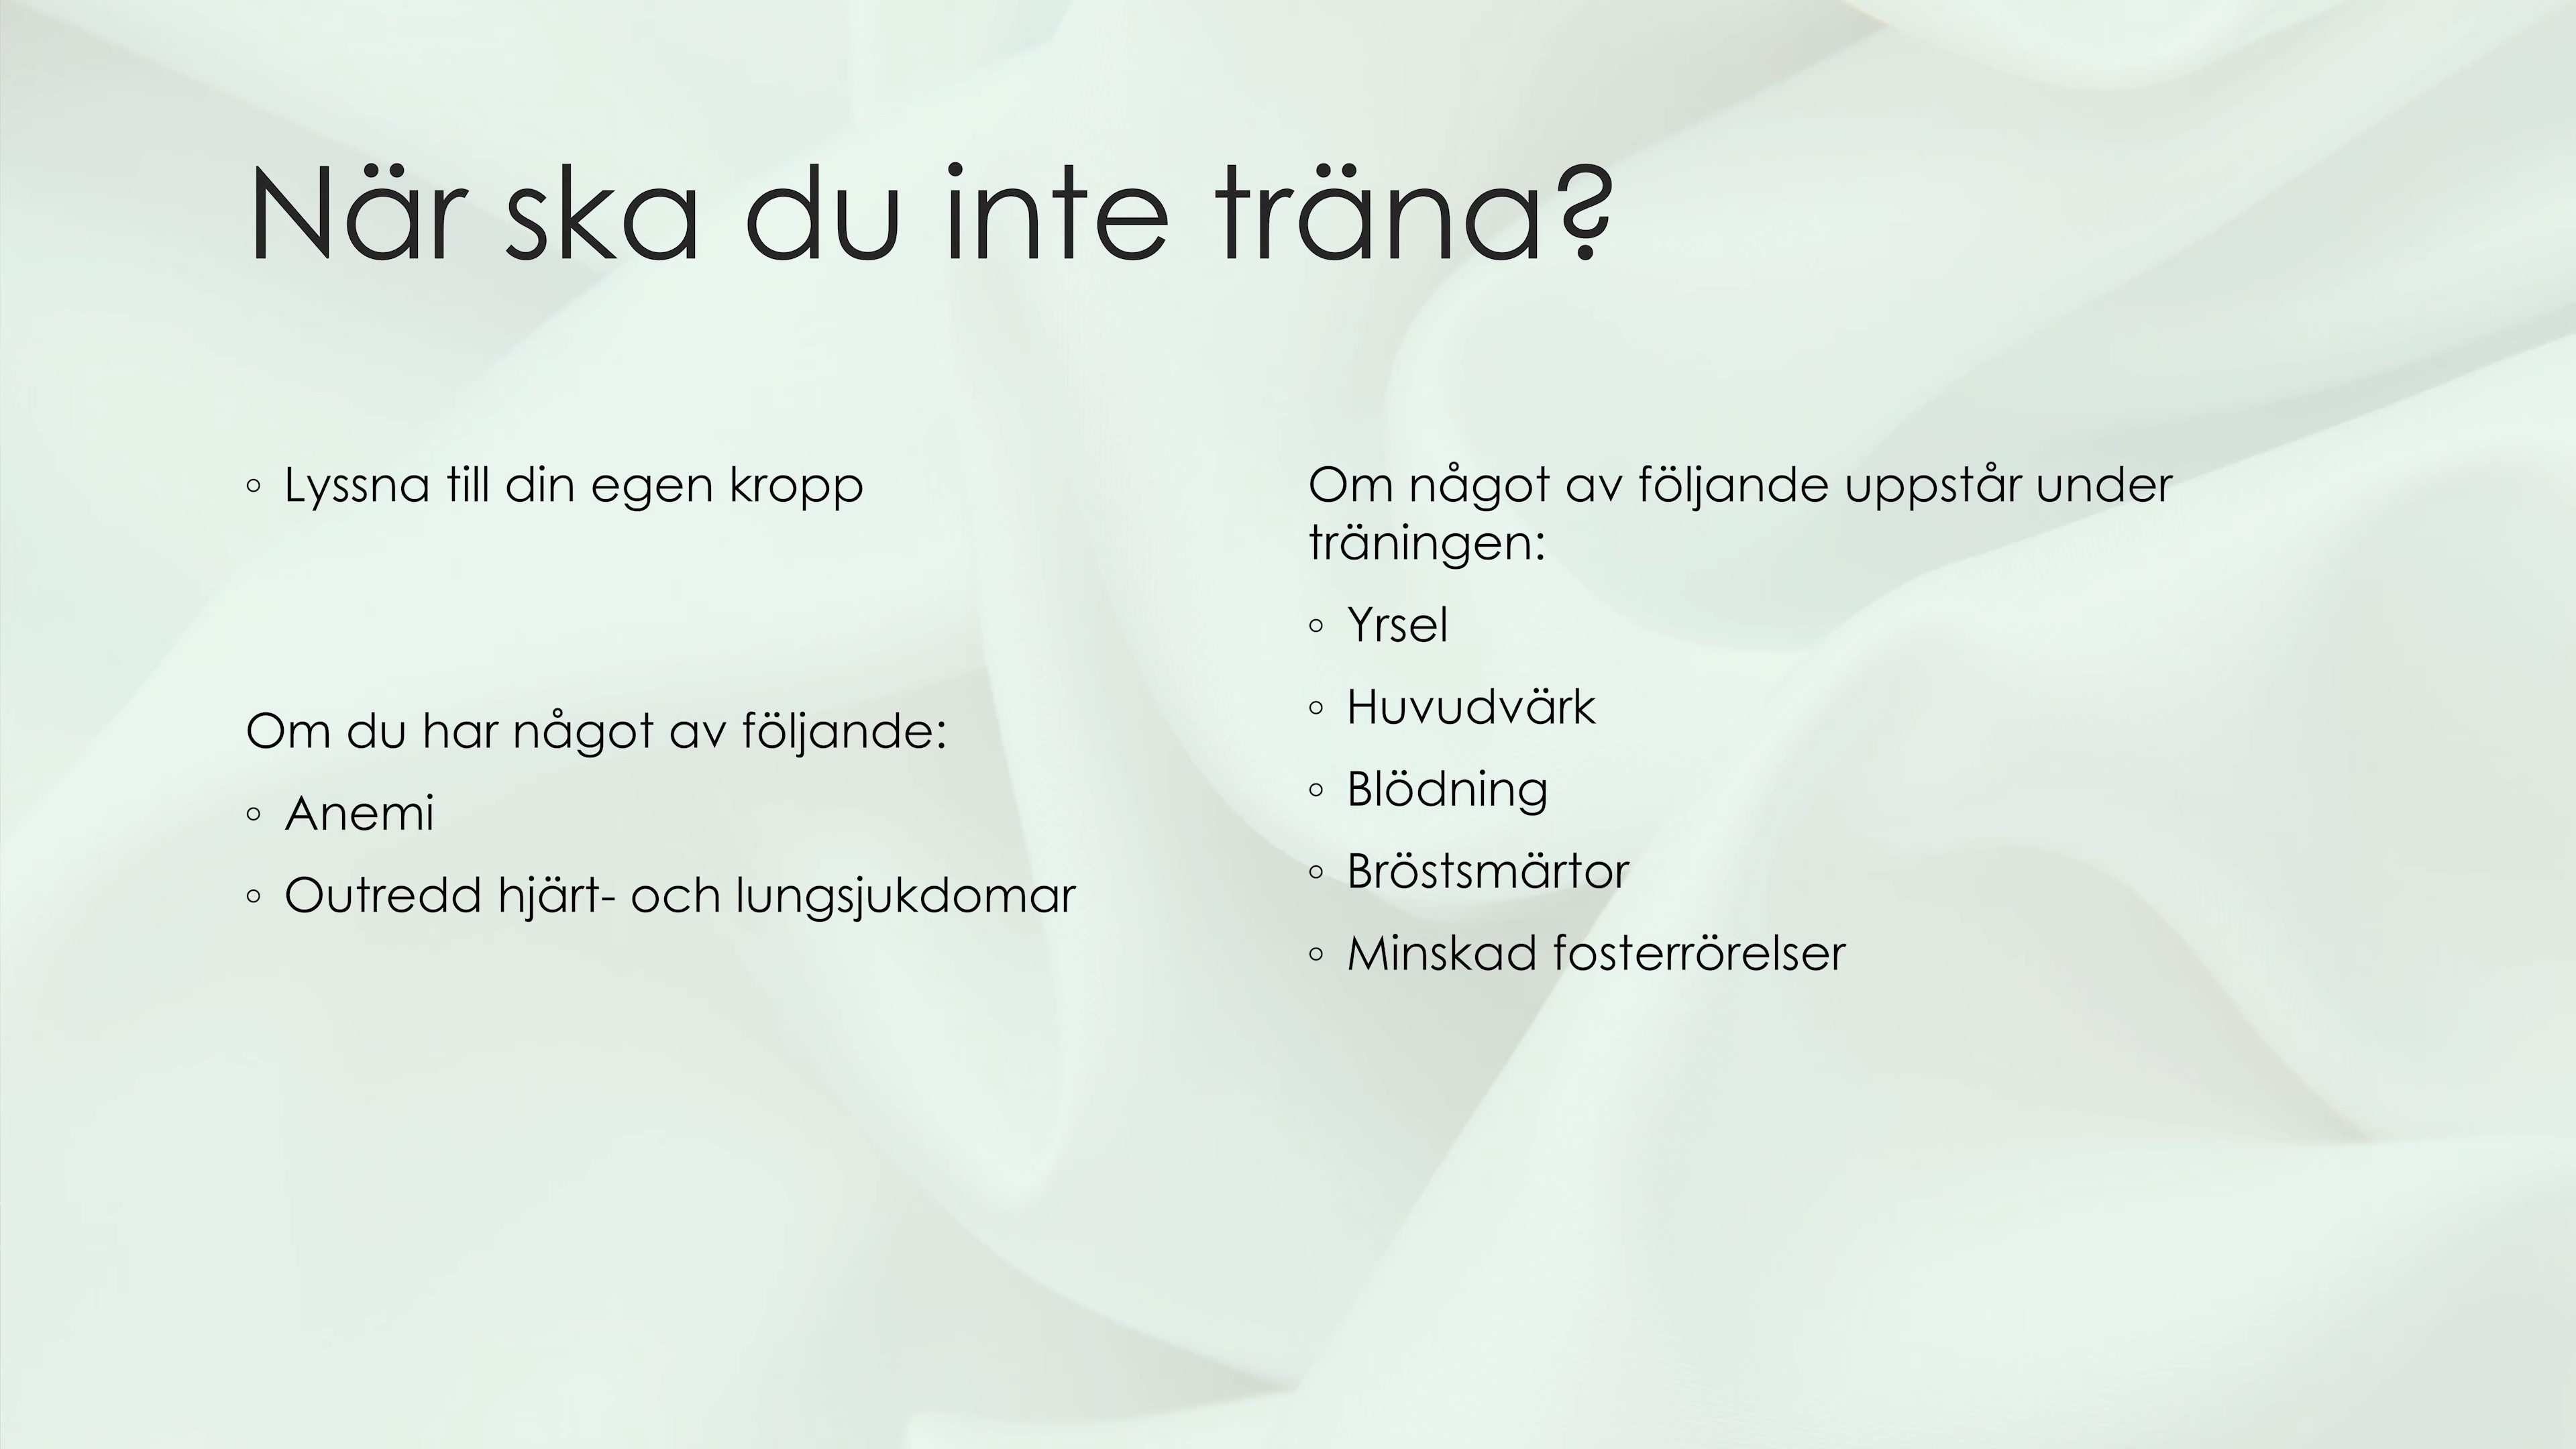 När ska du inte träna?
◦ Lyssna till din egen kropp
Om du har något av följande:
◦ Anemi
◦ Outredd hjärt- och lungsjukdomar
Om något av följande uppstår under
träningen:
◦ Yrsel
◦ Huvudvärk
◦ Blödning
◦ Bröstsmärtor
◦ Minskad fosterrörelser